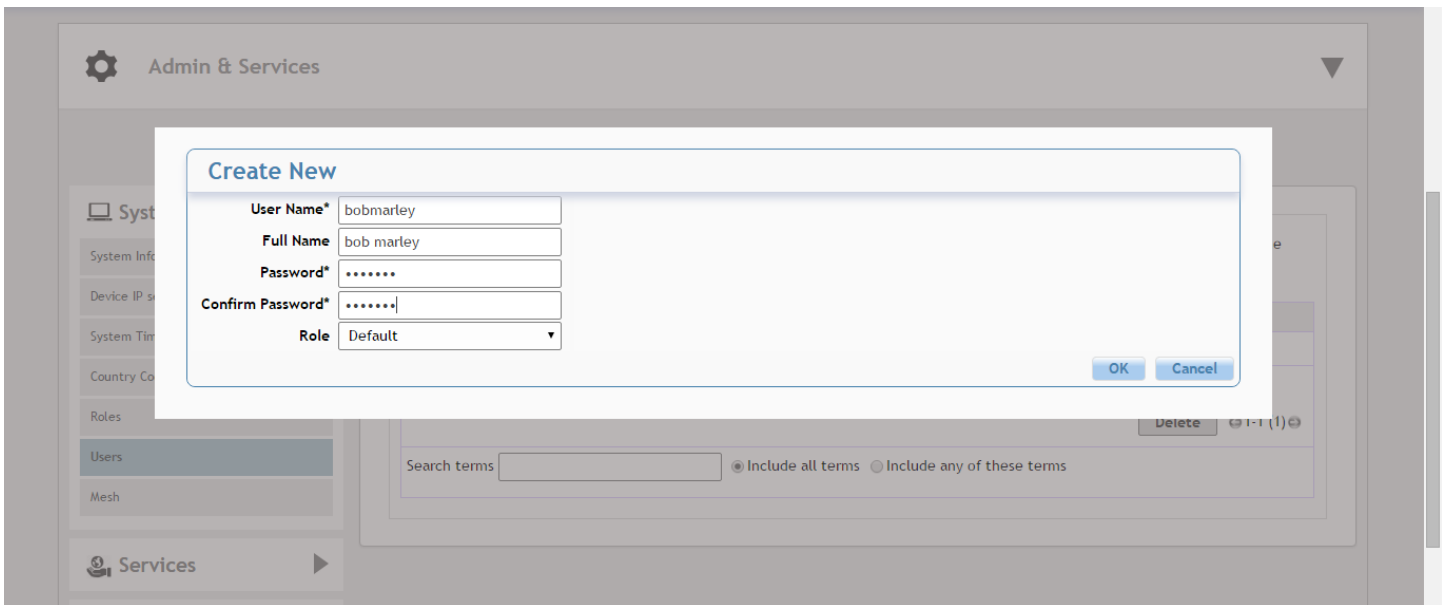 Admin & Services
Create New
User Name* bobmarley
Full Name bob marley
Password* •••••••
Confirm Password* •••••••
Role Default
OK Cancel
Syst
System Info
Device IP se
System Tim
Country Co
Roles
Users
Mesh
Services
e
Delete 1-1 (1)
Search terms Include all terms Include any of these terms